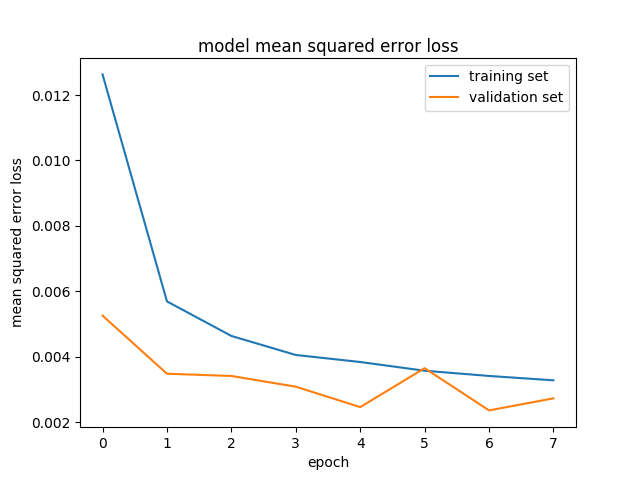 model mean squared error loss
training set
validation set
0.012
0.010
0.008
0.006
0.004
0.002
mean squared error loss
0 1 2 3 4 5 6 7
epoch